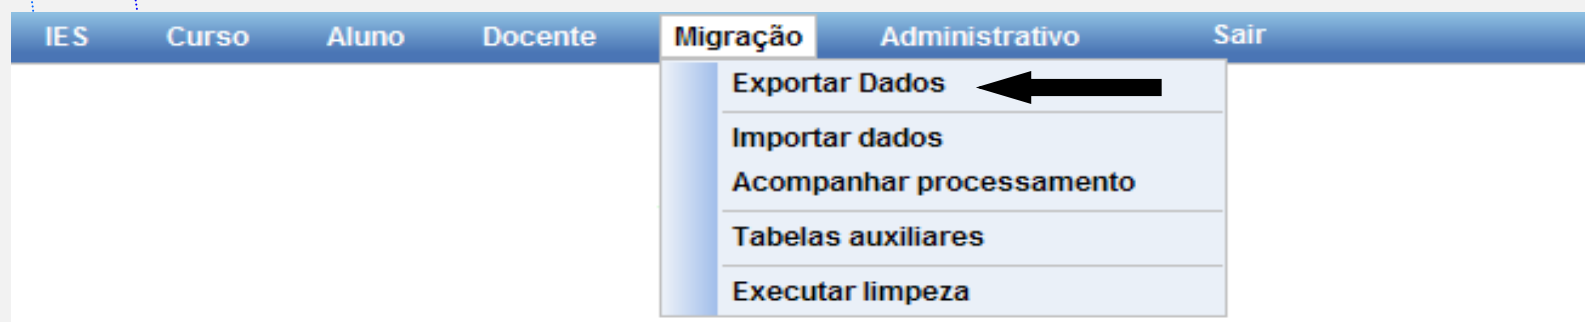 IES Curso Aluno Docente Migração Administrativo Sair
Exportar Dados
Importar dados
Acompanhar processamento
Tabelas auxiliares
Executar limpeza